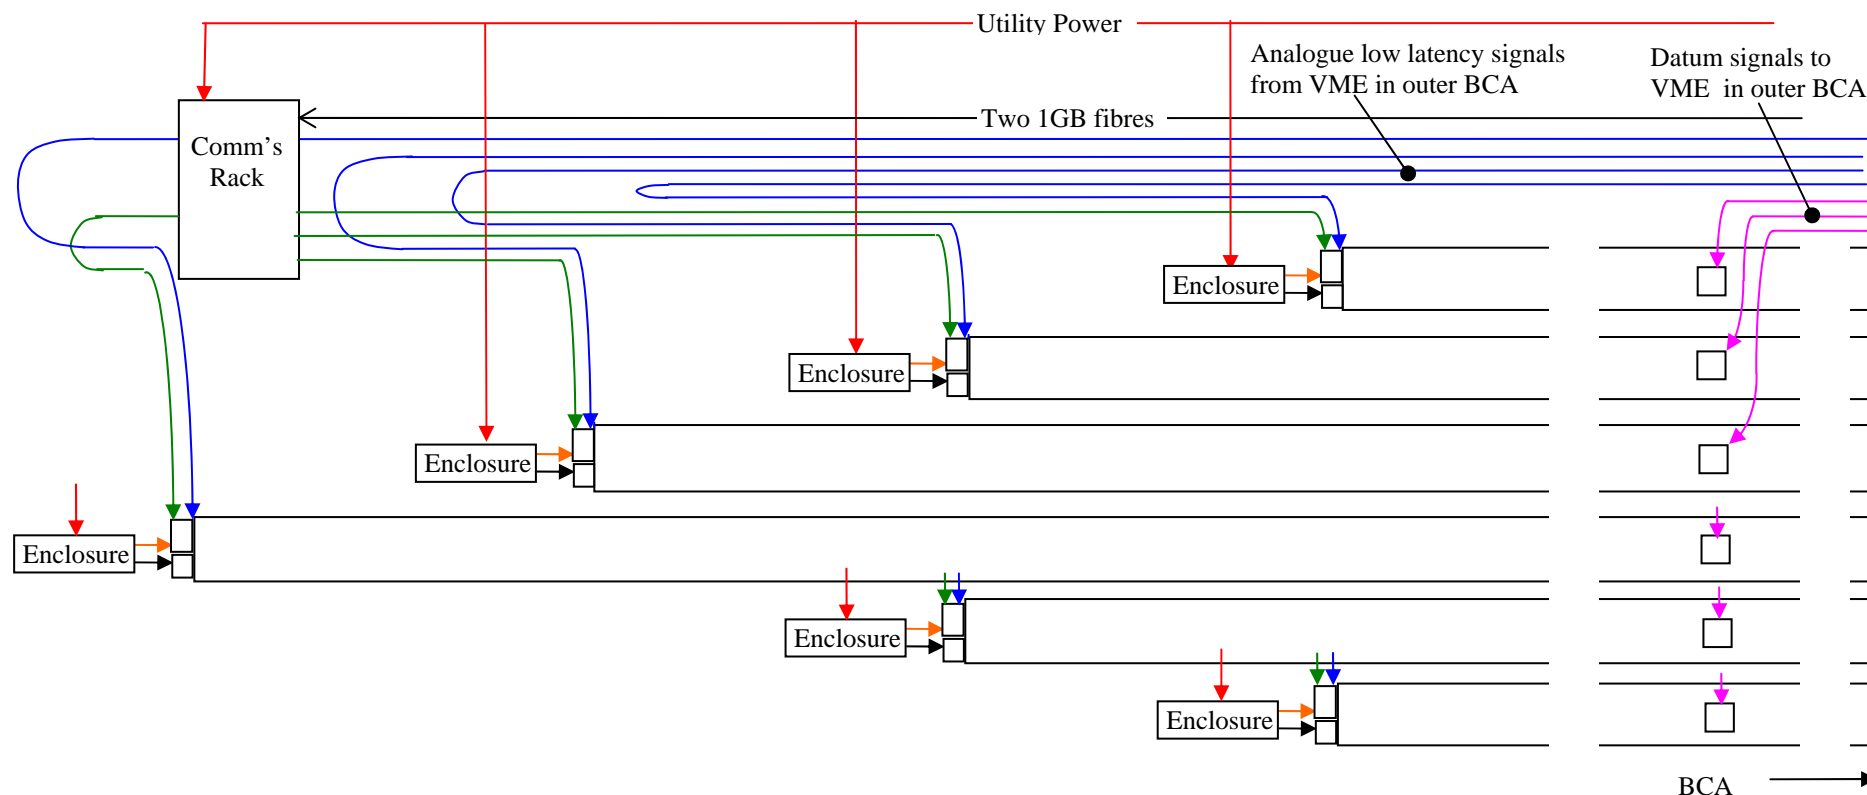 Utility Power
Analogue low latency signals
from VME in outer BCA
Datum signals to
VME in outer BCA
Two 1GB fibres
Comm's
Rack
Enclosure
Enclosure
Enclosure
Enclosure
Enclosure
Enclosure
BCA